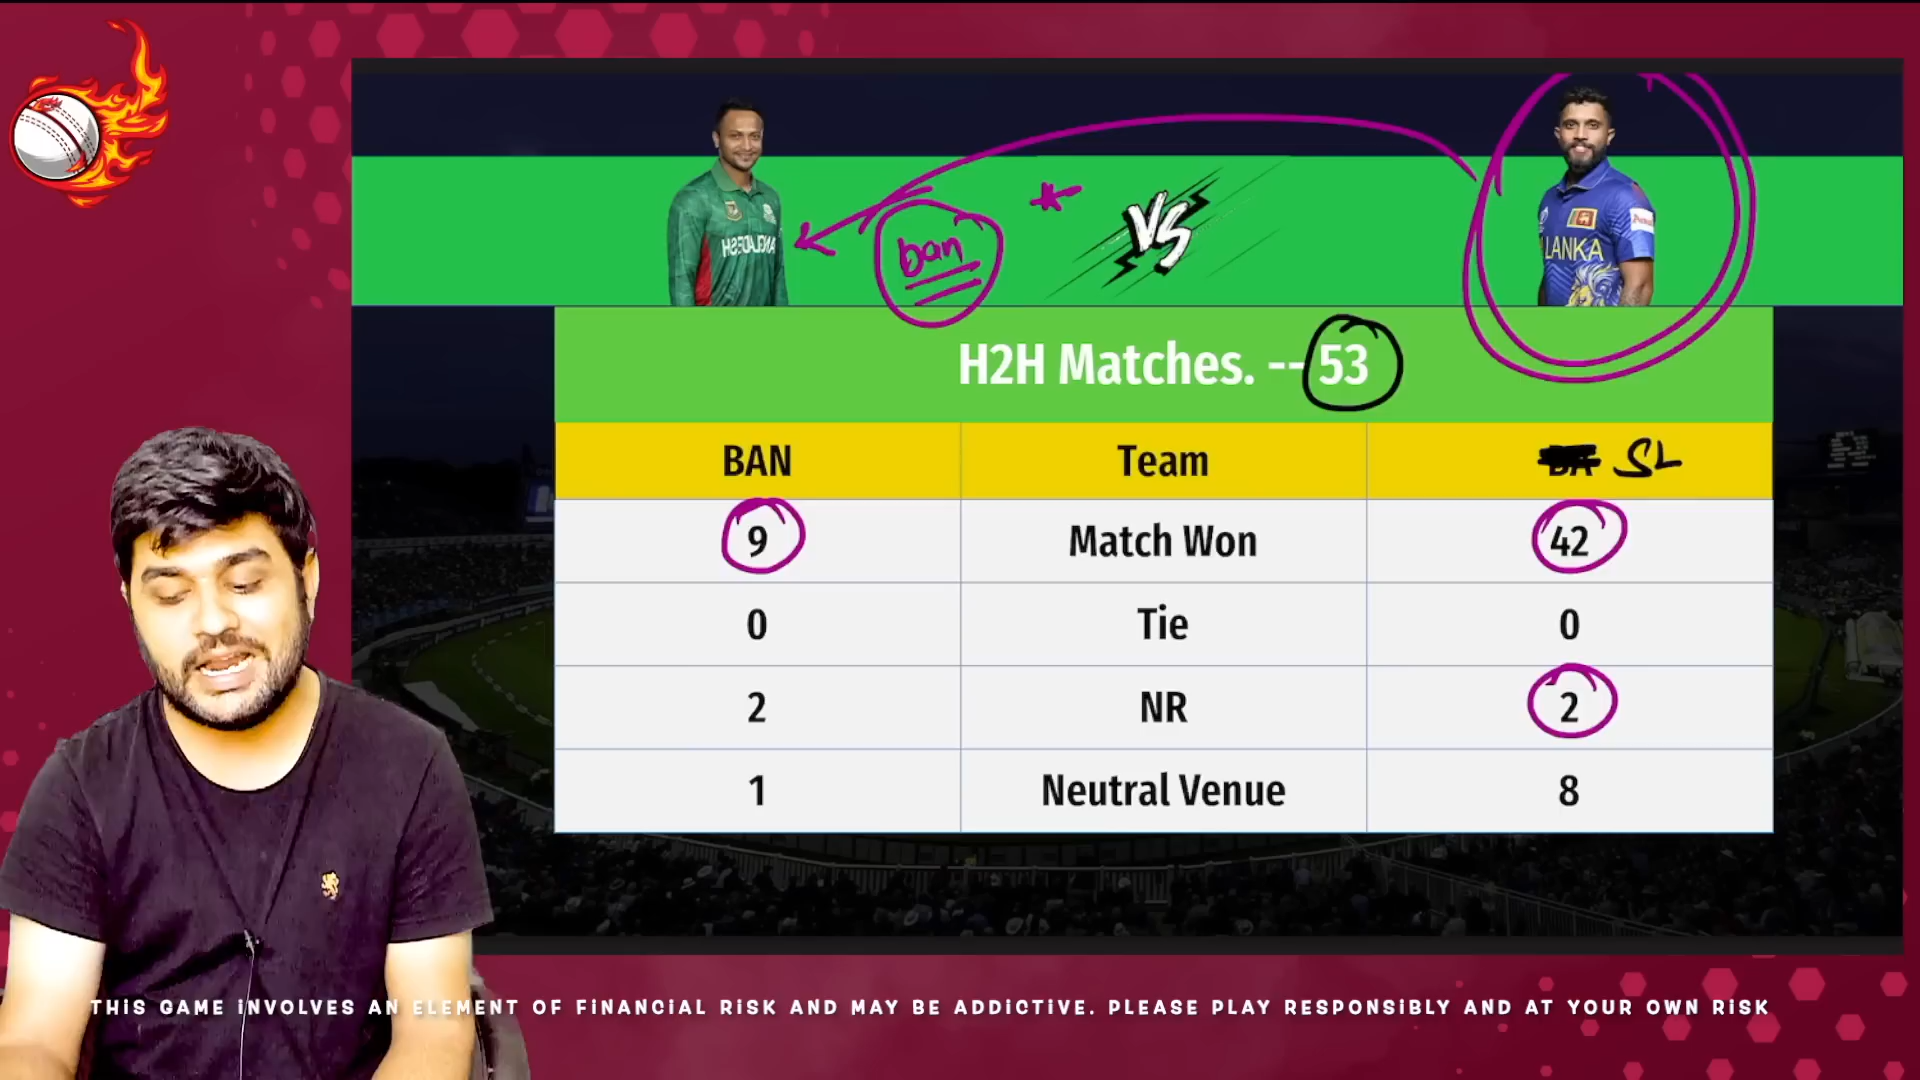 HSEDALGNA
LANKA
ban
VS
H2H Matches. -- 53
BAN Team SL
9 Match Won 42
0 Tie 0
2 NR 2
1 Neutral Venue 8
THIS GAME INVOLVES AN ELEMENT OF FINANCIAL RISK AND MAY BE ADDICTIVE. PLEASE PLAY RESPONSIBLY AND AT YOUR OWN RISK